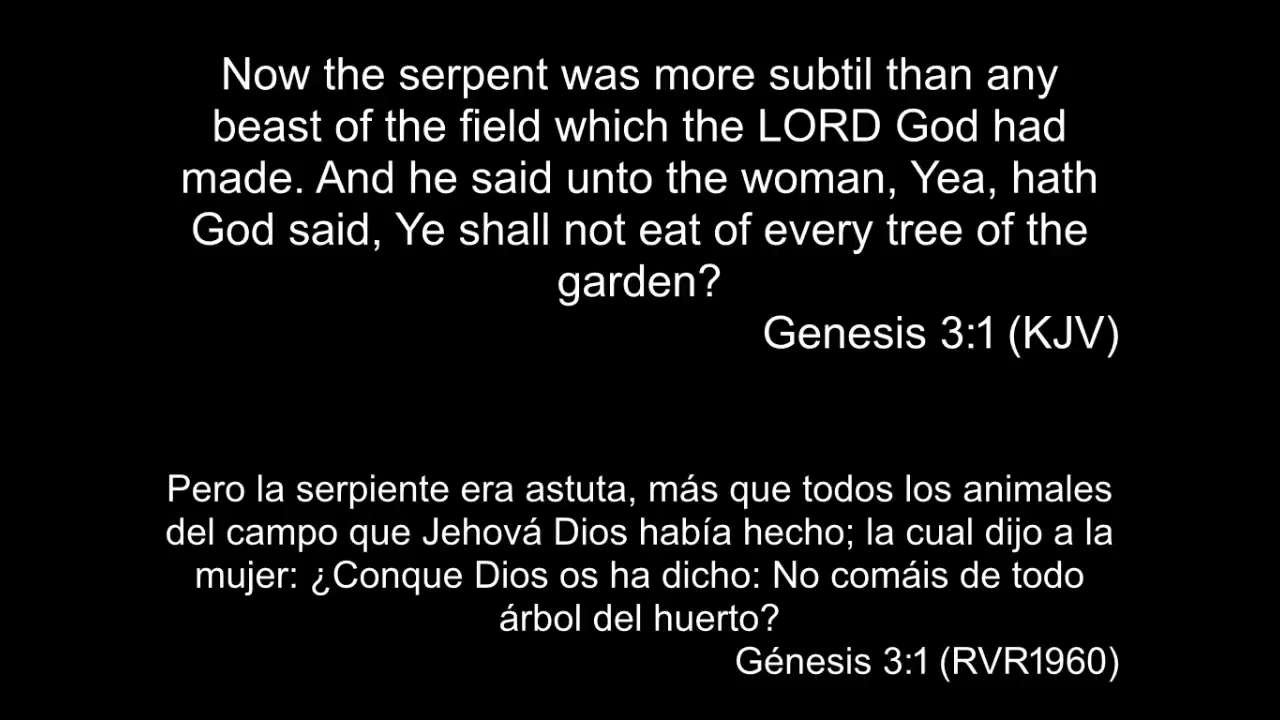 Now the serpent was more subtil than any
beast of the field which the LORD God had
made. And he said unto the woman, Yea, hath
God said, Ye shall not eat of every tree of the
garden?
Genesis 3:1 (KJV)
Pero la serpiente era astuta, más que todos los animales
del campo que Jehová Dios había hecho; la cual dijo a la
mujer: ¿Conque Dios os ha dicho: No comáis de todo
árbol del huerto?
Génesis 3:1 (RVR1960)